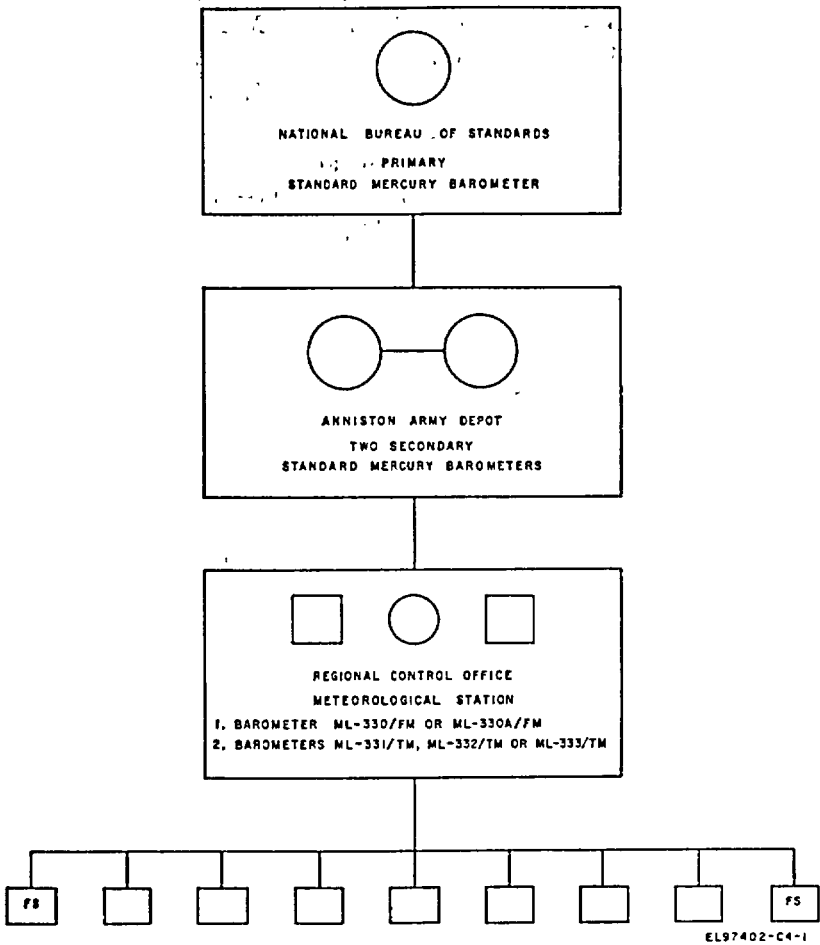 NATIONAL BUREAU OF STANDARDS
PRIMARY
STANDARD MERCURY BAROMETER
ANNISTON ARMY DEPOT
TWO SECONDARY
STANDARD MERCURY BAROMETERS
REGIONAL CONTROL OFFICE
METEOROLOGICAL STATION
1, BAROMETER ML-330/FM OR ML-330A/FM
2, BAROMETERS ML-331/TM, ML-332/TM OR ML-333/TM
FS FS
EL97402-C4-1